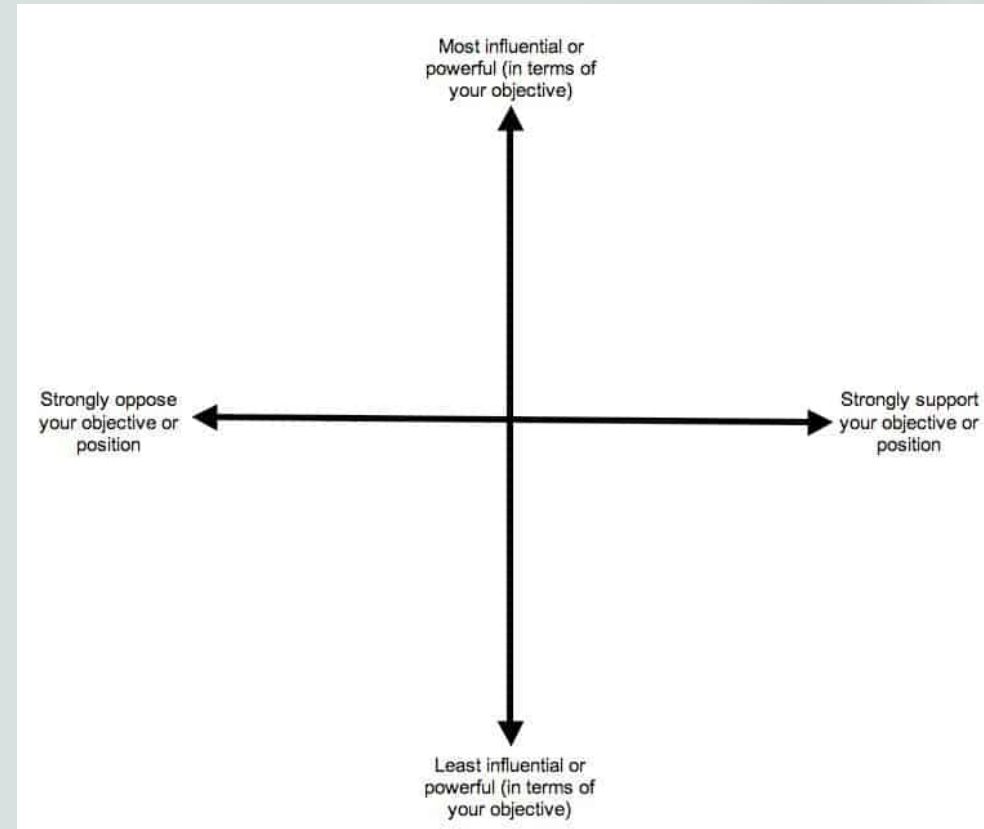 Most influential or
powerful (in terms of
your objective)
Strongly oppose
your objective or
position
Strongly support
your objective or
position
Least influential or
powerful (in terms of
your objective)